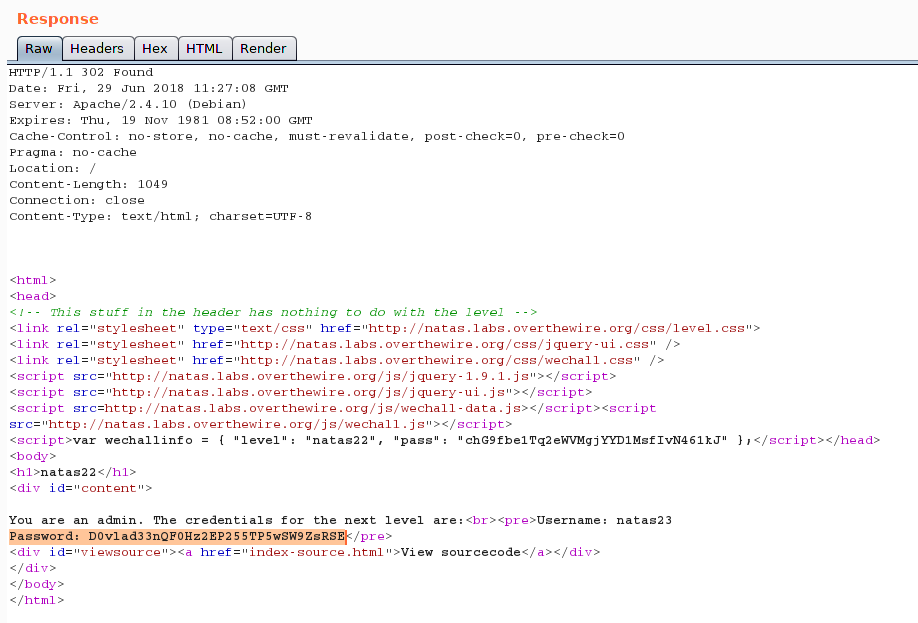 Response
Raw Headers Hex HTML Render
HTTP/1.1 302 Found
Date: Fri, 29 Jun 2018 11:27:08 GMT
Server: Apache/2.4.10 (Debian)
Expires: Thu, 19 Nov 1981 08:52:00 GMT
Cache-Control: no-store, no-cache, must-revalidate, post-check=0, pre-check=0
Pragma: no-cache
Location: /
Content-Length: 1049
Connection: close
Content-Type: text/html; charset=UTF-8
<html>
<head>
<!-- This stuff in the header has nothing to do with the level -->
<link rel="stylesheet" type="text/css" href="http://natas.labs.overthewire.org/css/level.css">
<link rel="stylesheet" href="http://natas.labs.overthewire.org/css/jquery-ui.css" />
<link rel="stylesheet" href="http://natas.labs.overthewire.org/css/wechall.css" />
<script src="http://natas.labs.overthewire.org/js/jquery-1.9.1.js"></script>
<script src="http://natas.labs.overthewire.org/js/jquery-ui.js"></script>
<script src=http://natas.labs.overthewire.org/js/wechall-data.js></script><script
src="http://natas.labs.overthewire.org/js/wechall.js"></script>
<script>var wechallinfo = { "level": "natas22", "pass": "chG9fbe1Tq2eWVMgjYYD1MsfIvN461kJ" };</script></head>
<body>
<h1>natas22</h1>
<div id="content">
You are an admin. The credentials for the next level are:<br><pre>Username: natas23
Password: D0vlad33nQF0Hz2EP255TP5wSW9ZsRSE</pre>
<div id="viewsource"><a href="index-source.html">View sourcecode</a></div>
</div>
</body>
</html>